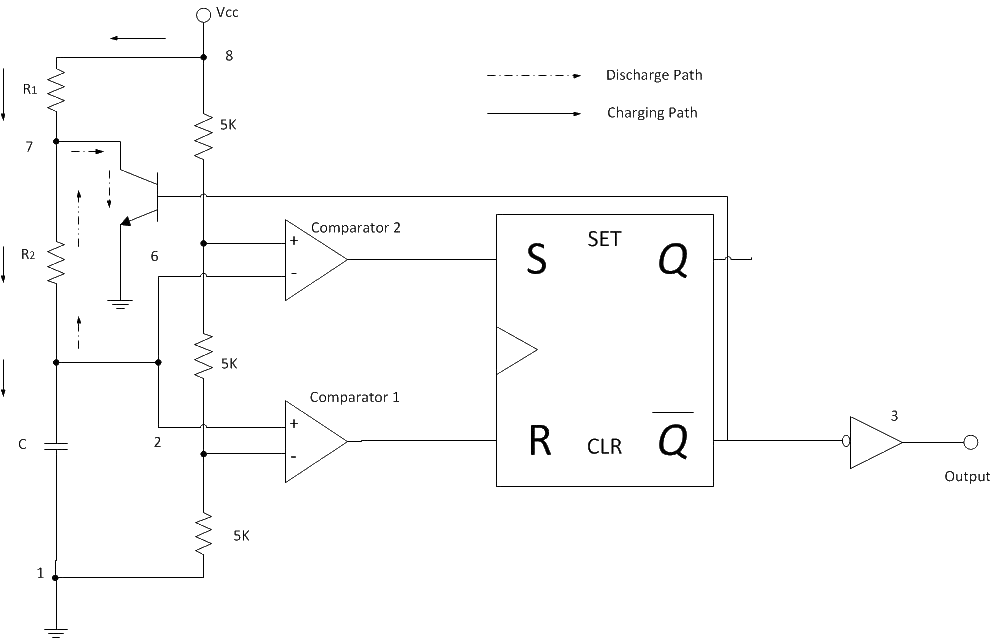 Vcc
8
R1
5K
Discharge Path
Charging Path
7
Comparator 2
+
-
S
SET
Q
R2
6
5K
Comparator 1
+
-
2
C
R
CLR
Q
3
Output
5K
1